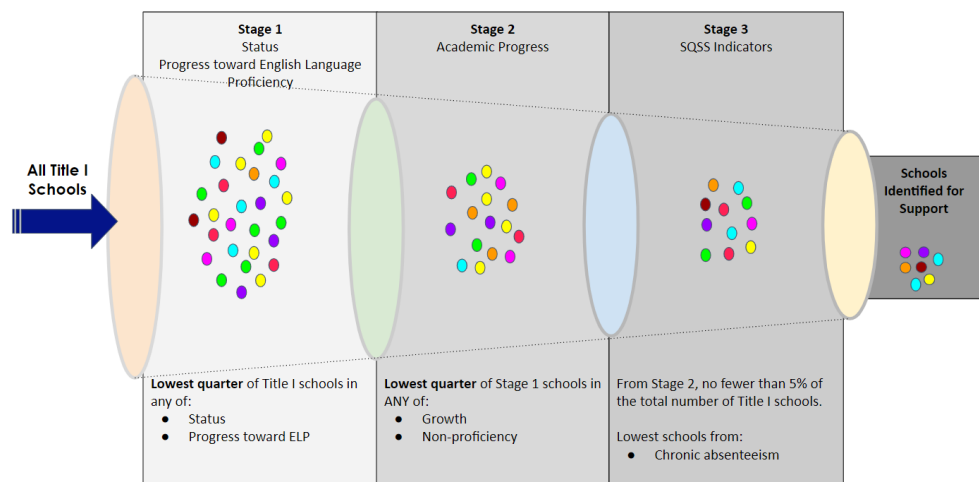 All Title I
Schools
Stage 1
Status
Progress toward English Language
Proficiency
Lowest quarter of Title I schools in
any of:
● Status
● Progress toward ELP
Stage 2
Academic Progress
Lowest quarter of Stage 1 schools in
ANY of:
● Growth
● Non-proficiency
Stage 3
SQSS Indicators
From Stage 2, no fewer than 5% of
the total number of Title I schools.
Lowest schools from:
● Chronic absenteeism
Schools
Identified for
Support